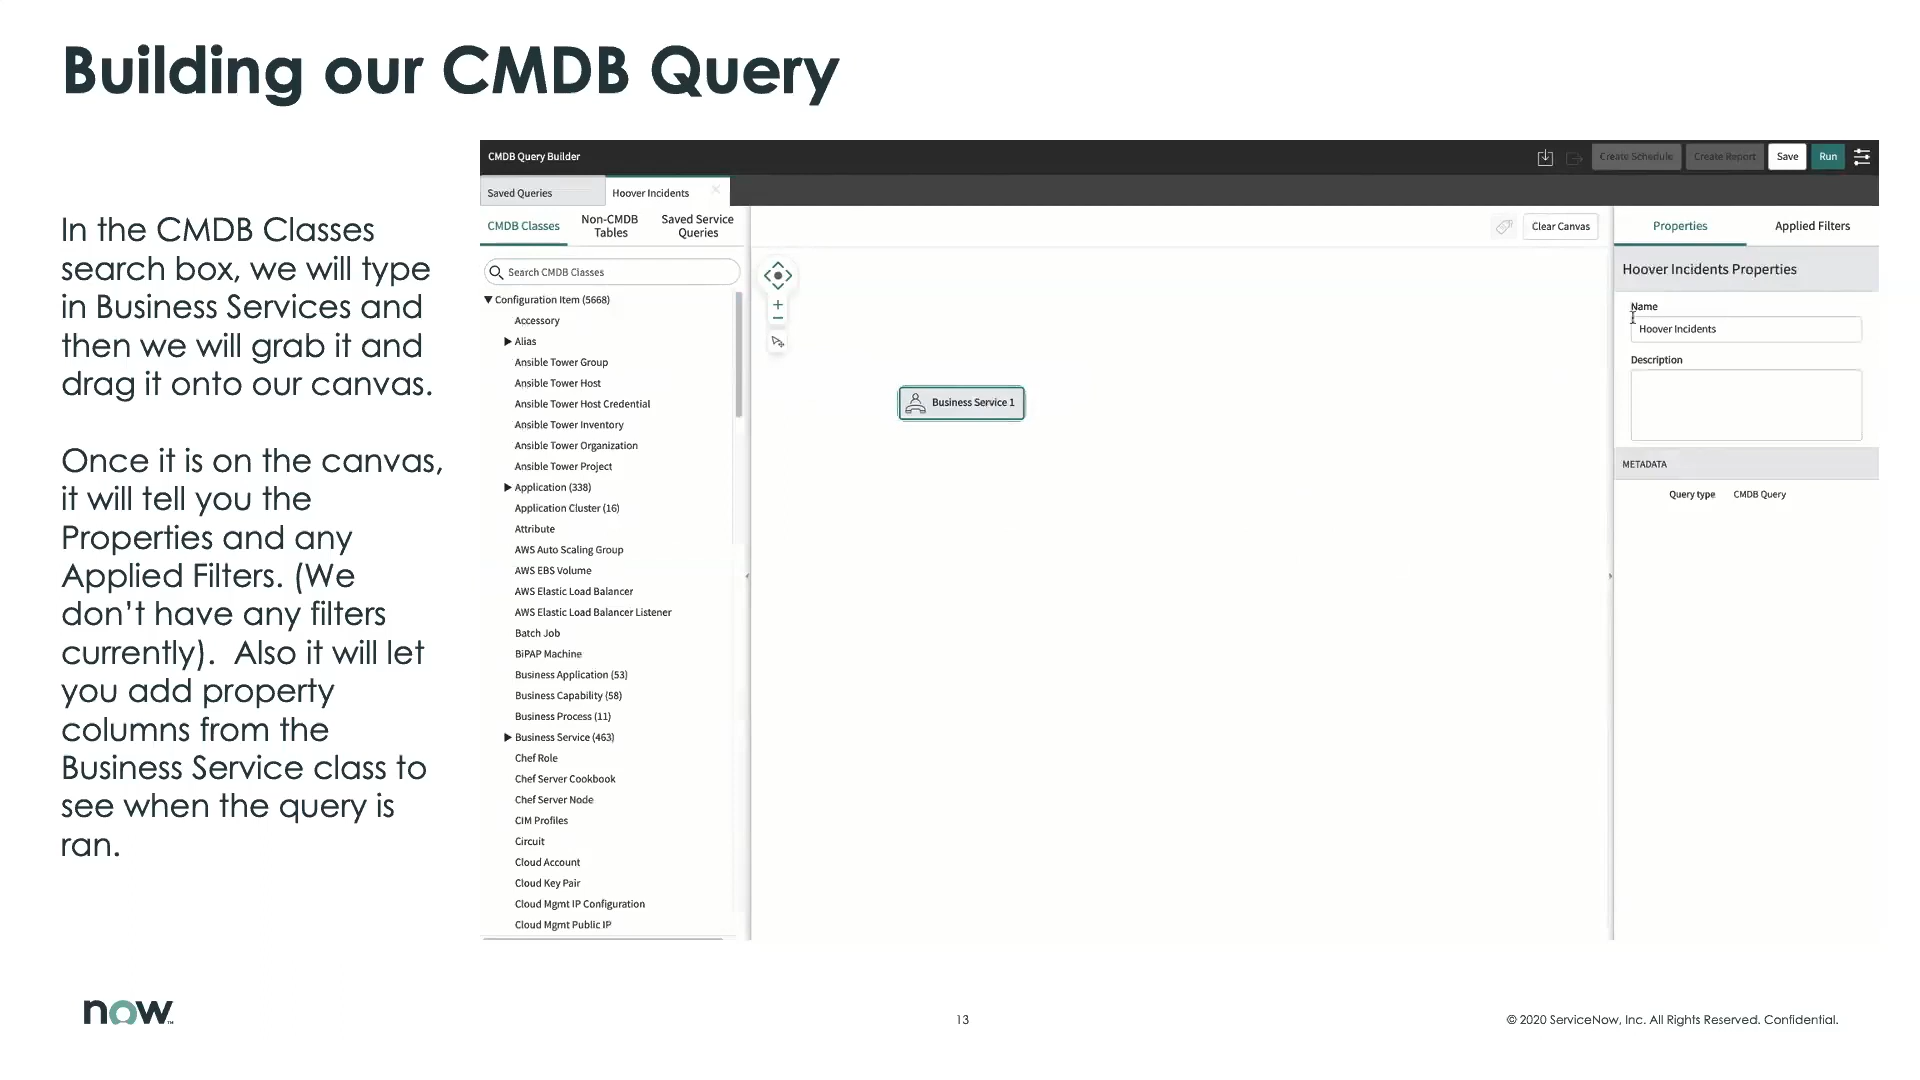 Building our CMDB Query
In the CMDB Classes
search box, we will type
in Business Services and
then we will grab it and
drag it onto our canvas.
Once it is on the canvas,
it will tell you the
Properties and any
Applied Filters. (We
don’t have any filters
currently).  Also it will let
you add property
columns from the
Business Service class to
see when the query is
ran.
CMDB Query Builder
Create Schedule
Create Report
Save
Run
Saved Queries
Hoover Incidents
CMDB Classes
Non-CMDB
Tables
Saved Service
Queries
Search CMDB Classes
Configuration Item (5668)
Accessory
Alias
Ansible Tower Group
Ansible Tower Host
Ansible Tower Host Credential
Ansible Tower Inventory
Ansible Tower Organization
Ansible Tower Project
Application (338)
Application Cluster (16)
Attribute
AWS Auto Scaling Group
AWS EBS Volume
AWS Elastic Load Balancer
AWS Elastic Load Balancer Listener
Batch Job
BiPAP Machine
Business Application (53)
Business Capability (58)
Business Process (11)
Business Service (463)
Chef Role
Chef Server Cookbook
Chef Server Node
CIM Profiles
Circuit
Cloud Account
Cloud Key Pair
Cloud Mgmt IP Configuration
Cloud Mgmt Public IP
Clear Canvas
Business Service 1
Properties
Applied Filters
Hoover Incidents Properties
Name
Hoover Incidents
Description
METADATA
Query type CMDB Query
now™
13
© 2020 ServiceNow, Inc. All Rights Reserved. Confidential.